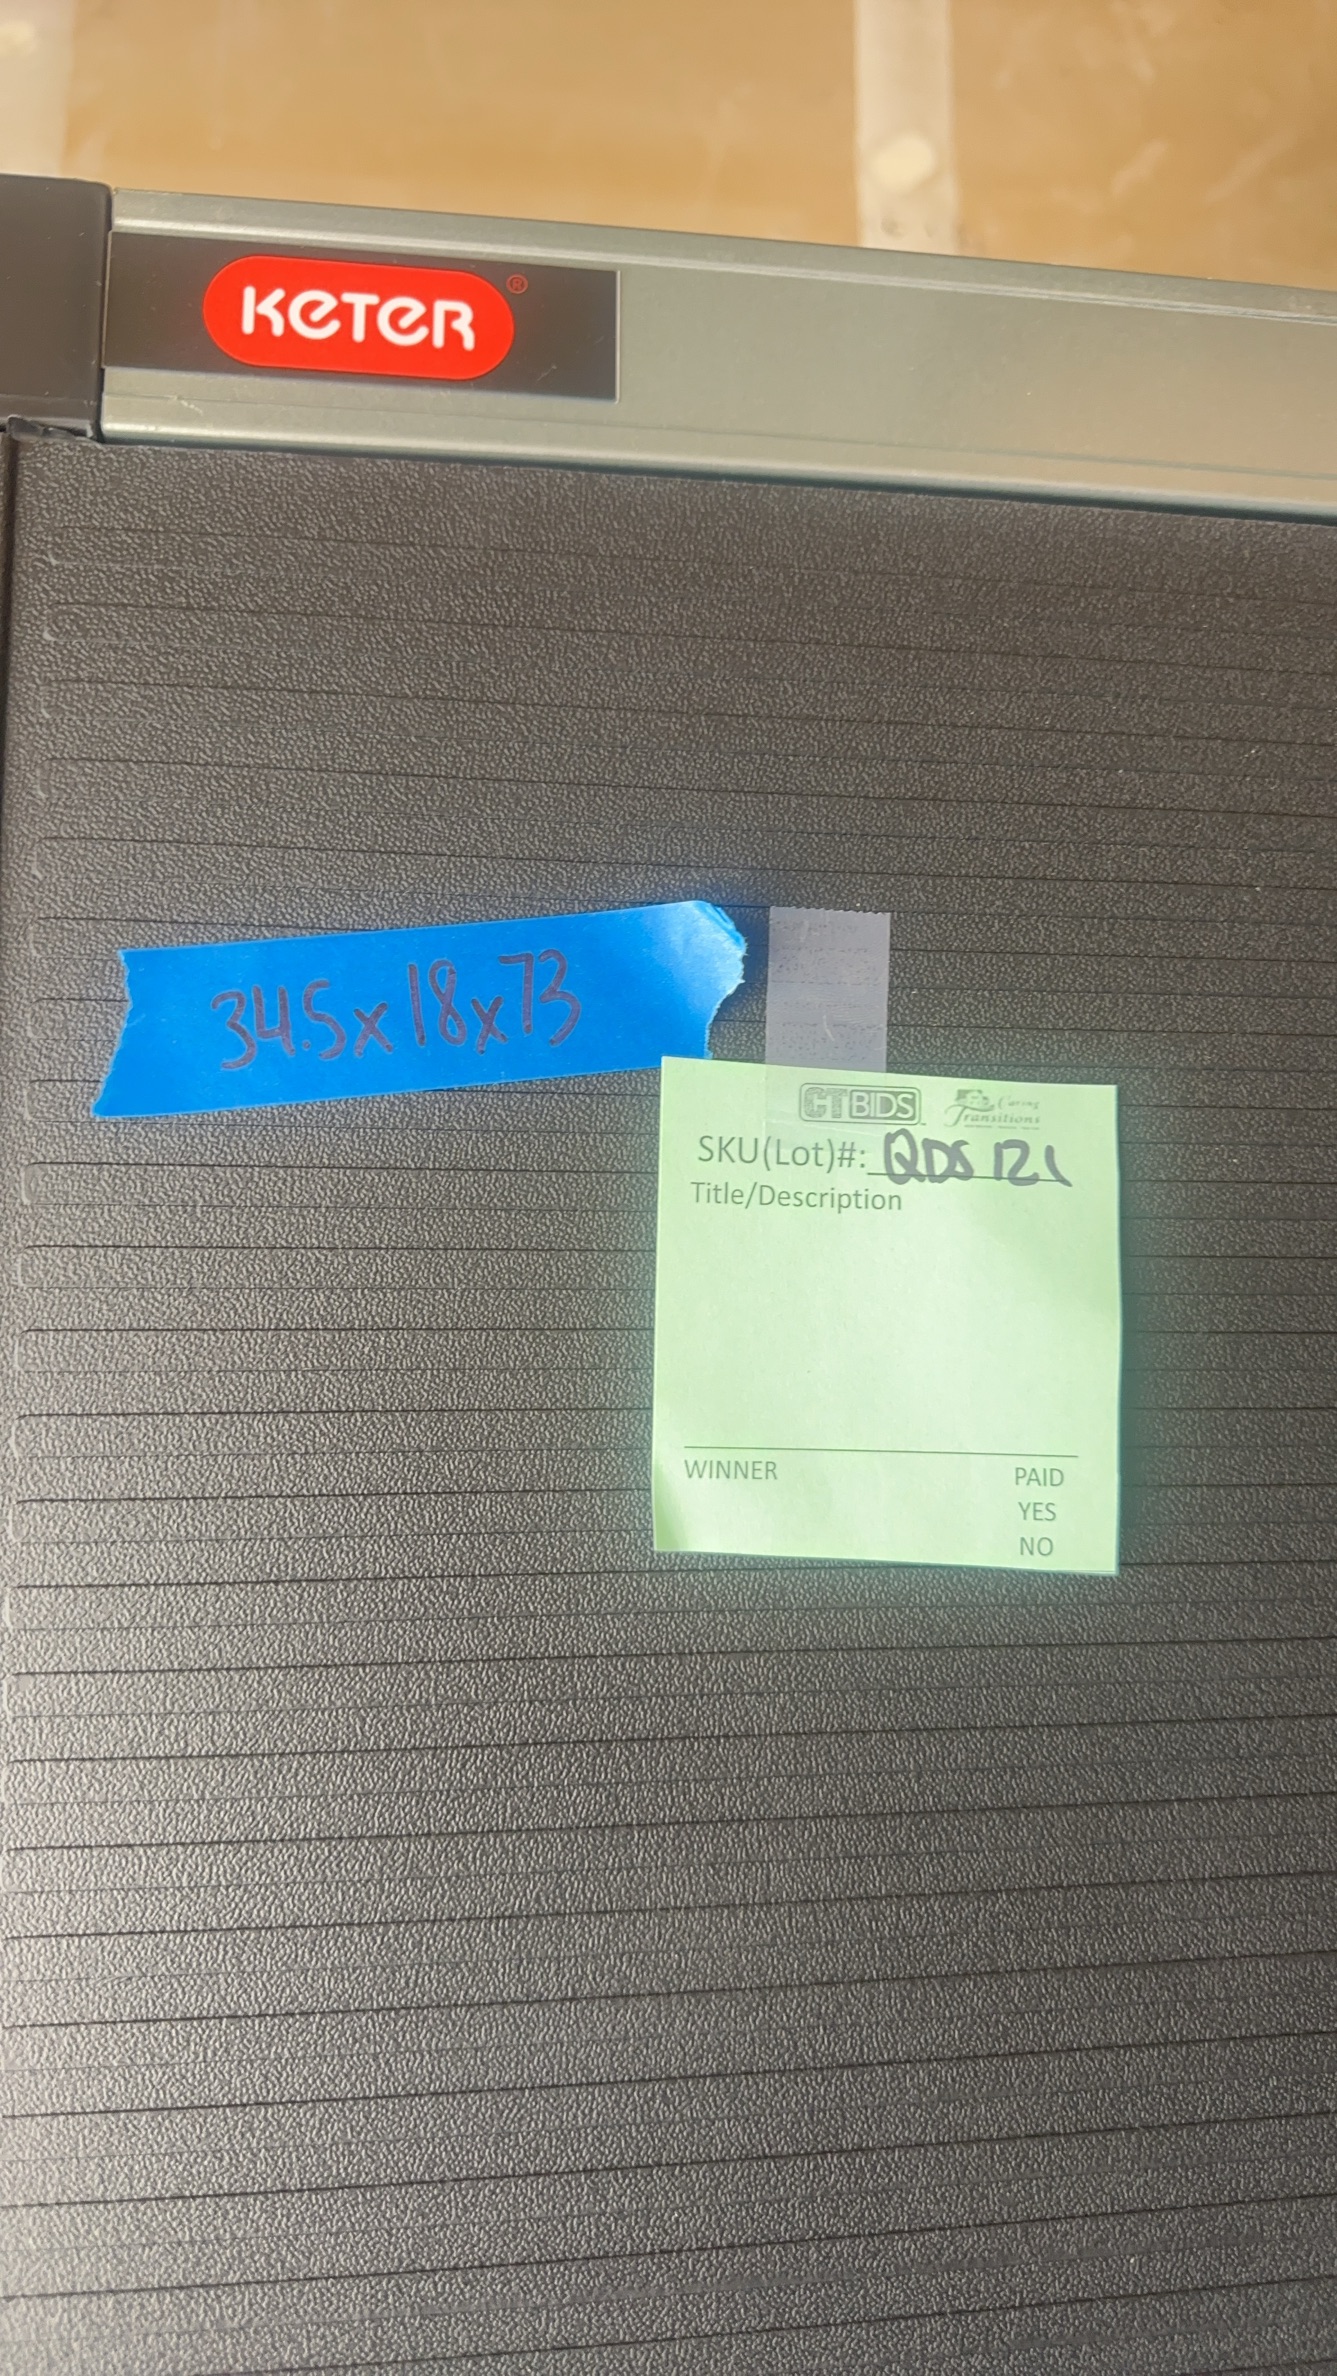 KETER®
34.5x18x73
CTBIDS
Caring
Transitions
SKU(Lot)#: QDS 121
Title/Description
WINNER
PAID
YES
NO